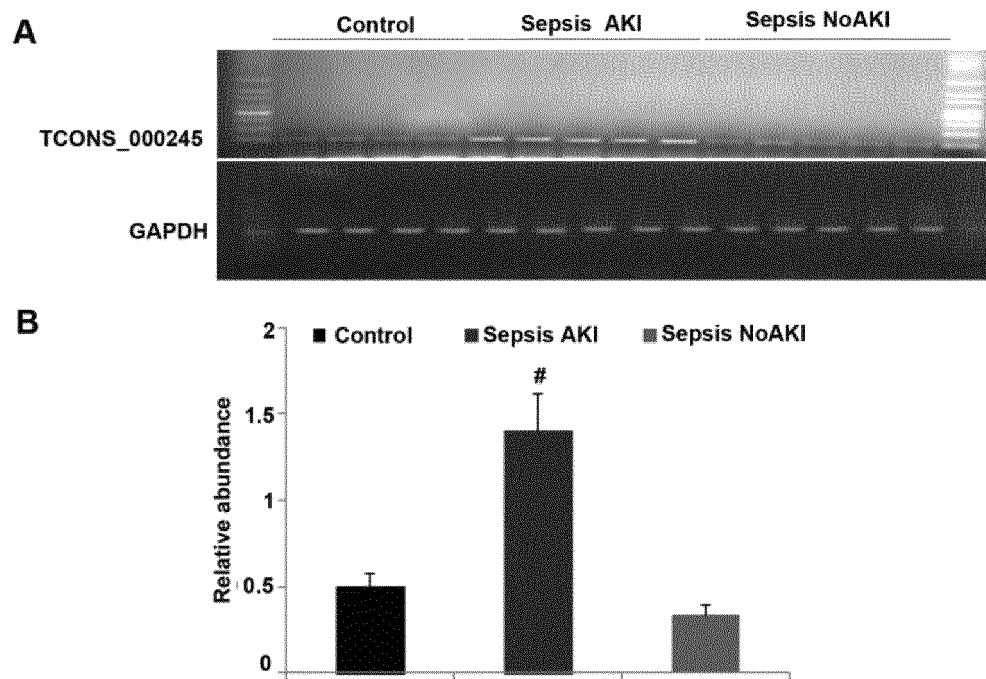 A
Control
Sepsis AKI
Sepsis NoAKI
TCONS_000245
GAPDH
B
Control
Sepsis AKI
Sepsis NoAKI
#
Relative abundance
2
1.5
1
0.5
0